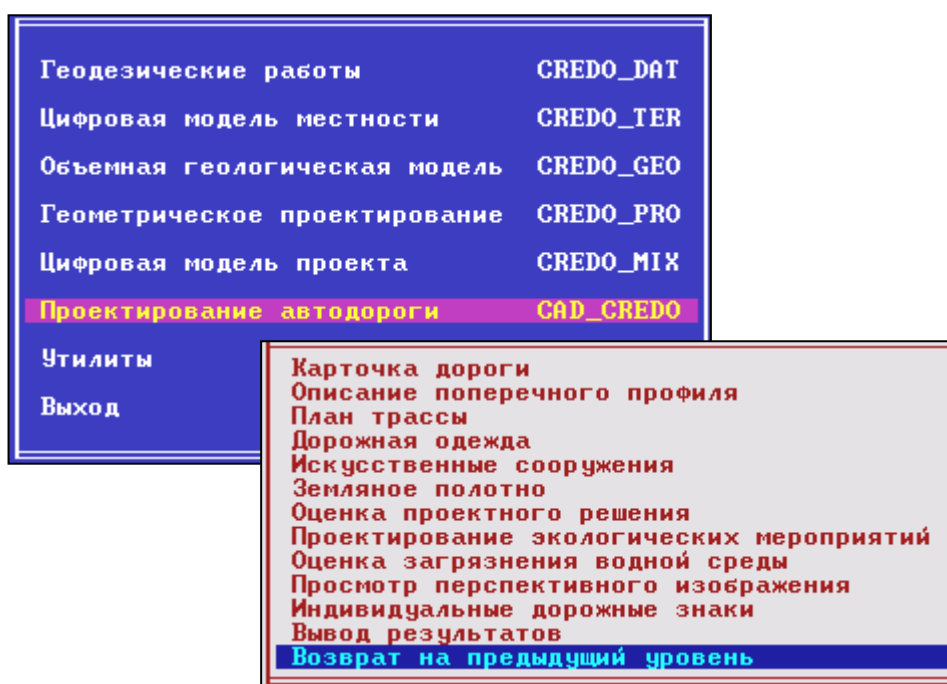 Геодезические работы CREDO_DAT
Цифровая модель местности CREDO_TER
Объемная геологическая модель CREDO_GEO
Геометрическое проектирование CREDO_PRO
Цифровая модель проекта CREDO_MIX
Проектирование автодороги CAD_CREDO
Утилиты
Выход
Карточка дороги
Описание поперечного профиля
План трассы
Дорожная одежда
Искусственные сооружения
Земляное полотно
Оценка проектного решения
Проектирование экологических мероприятий
Оценка загрязнения водной среды
Просмотр перспективного изображения
Индивидуальные дорожные знаки
Вывод результатов
Возврат на предыдущий уровень